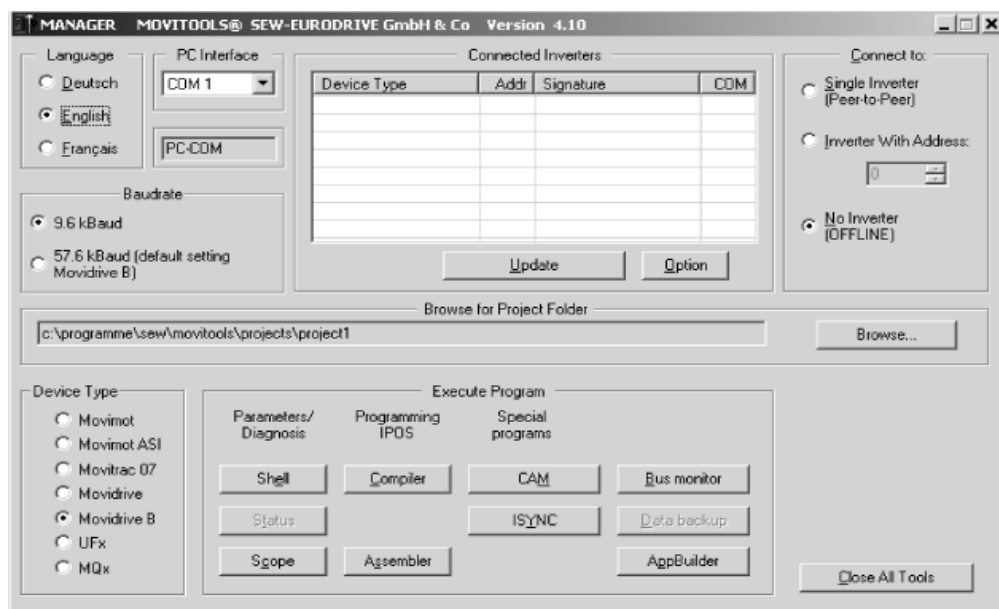 MANAGER MOVITOOLS® SEW-EURODRIVE GmbH & Co Version 4.10
Language
Deutsch
English
Français
PC Interface
COM 1
PC-COM
Baudrate
9.6 kBaud
57.6 kBaud (default setting
Movidrive B)
Connected Inverters
Device Type Addr Signature COM
Update Option
Connect to:
Single Inverter
(Peer-to-Peer)
Inverter With Address:
0
No Inverter
(OFFLINE)
Browse for Project Folder
c:\programme\sew\movitools\projects\project1
Browse...
Device Type
Movimot
Movimot ASI
Movitrac 07
Movidrive
Movidrive B
UFx
MQx
Execute Program
Parameters/
Diagnosis
Programming
IPOS
Special
programs
Shell Compiler CAM Bus monitor
Status ISYNC Data backup
Scope Assembler AppBuilder
Close All Tools